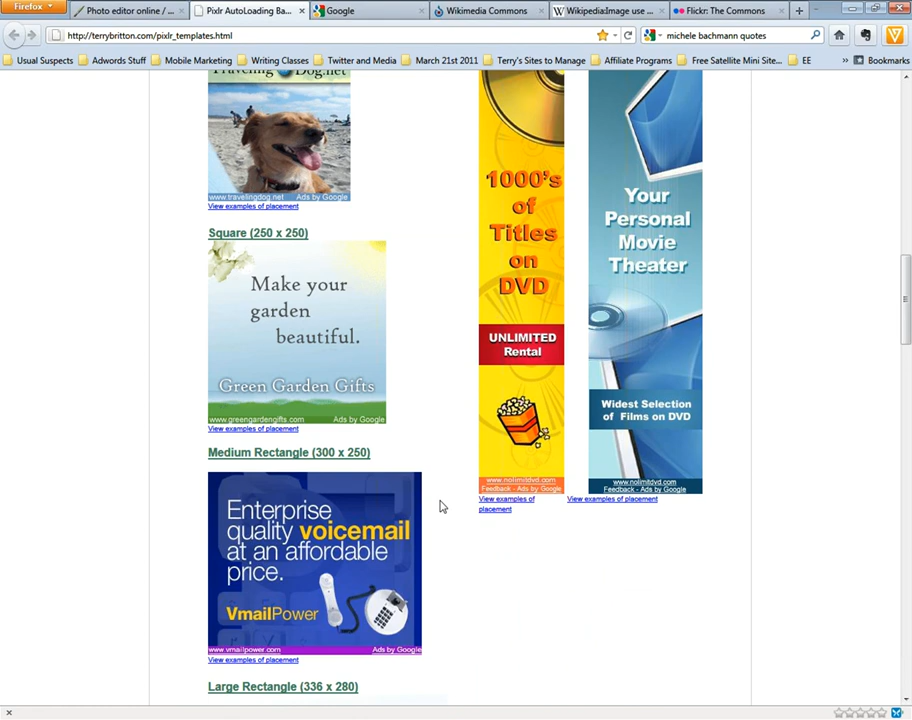 Firefox
Photo editor online / ...
Pixlr AutoLoading Ba...
Google
Wikimedia Commons
WikipediaImage use ...
Flickr: The Commons
http://terrybritton.com/pixlr_templates.html
michele bachmann quotes
Usual Suspects
Adwords Stuff
Mobile Marketing
Writing Classes
Twitter and Media
March 21st 2011
Terry's Sites to Manage
Affiliate Programs
Free Satellite Mini Site...
EE
»
Bookmarks
Traveling Dog.net
www.travelingdog.net Ads by Google
View examples of placement
Square (250 x 250)
Make your
garden
beautiful.
Green Garden Gifts
www.greengardengifts.com Ads by Google
View examples of placement
Medium Rectangle (300 x 250)
Enterprise
quality voicemail
at an affordable
price.
VmailPower
www.vmailpower.com Ads by Google
View examples of placement
Large Rectangle (336 x 280)
1000's
of
Titles
on
DVD
UNLIMITED
Rental
www.nolimitdvd.com
Feedback - Ads by Google
View examples of
placement
Your
Personal
Movie
Theater
Widest Selection
of Films on DVD
www.nolimitdvd.com
Feedback - Ads by Google
View examples of placement